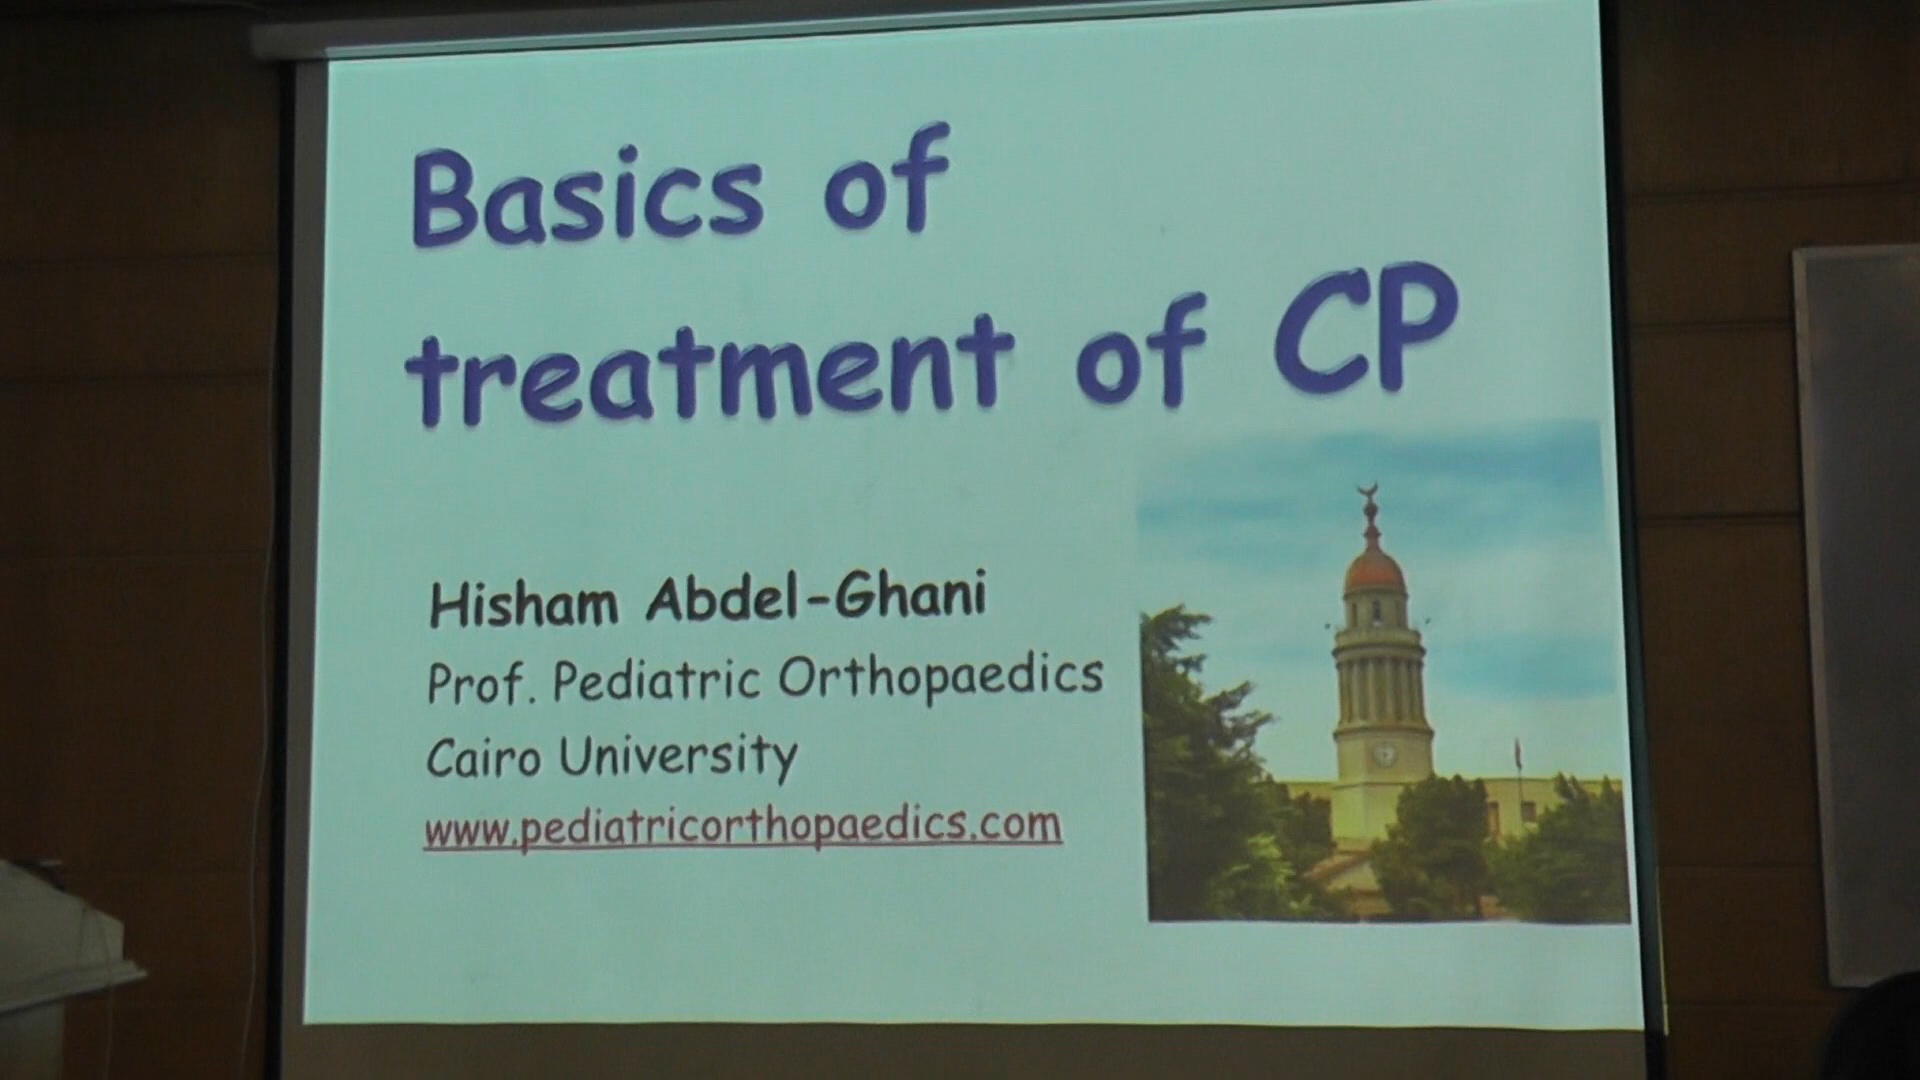 Basics of
treatment of CP
Hisham Abdel-Ghani
Prof. Pediatric Orthopaedics
Cairo University
www.pediatricorthopaedics.com